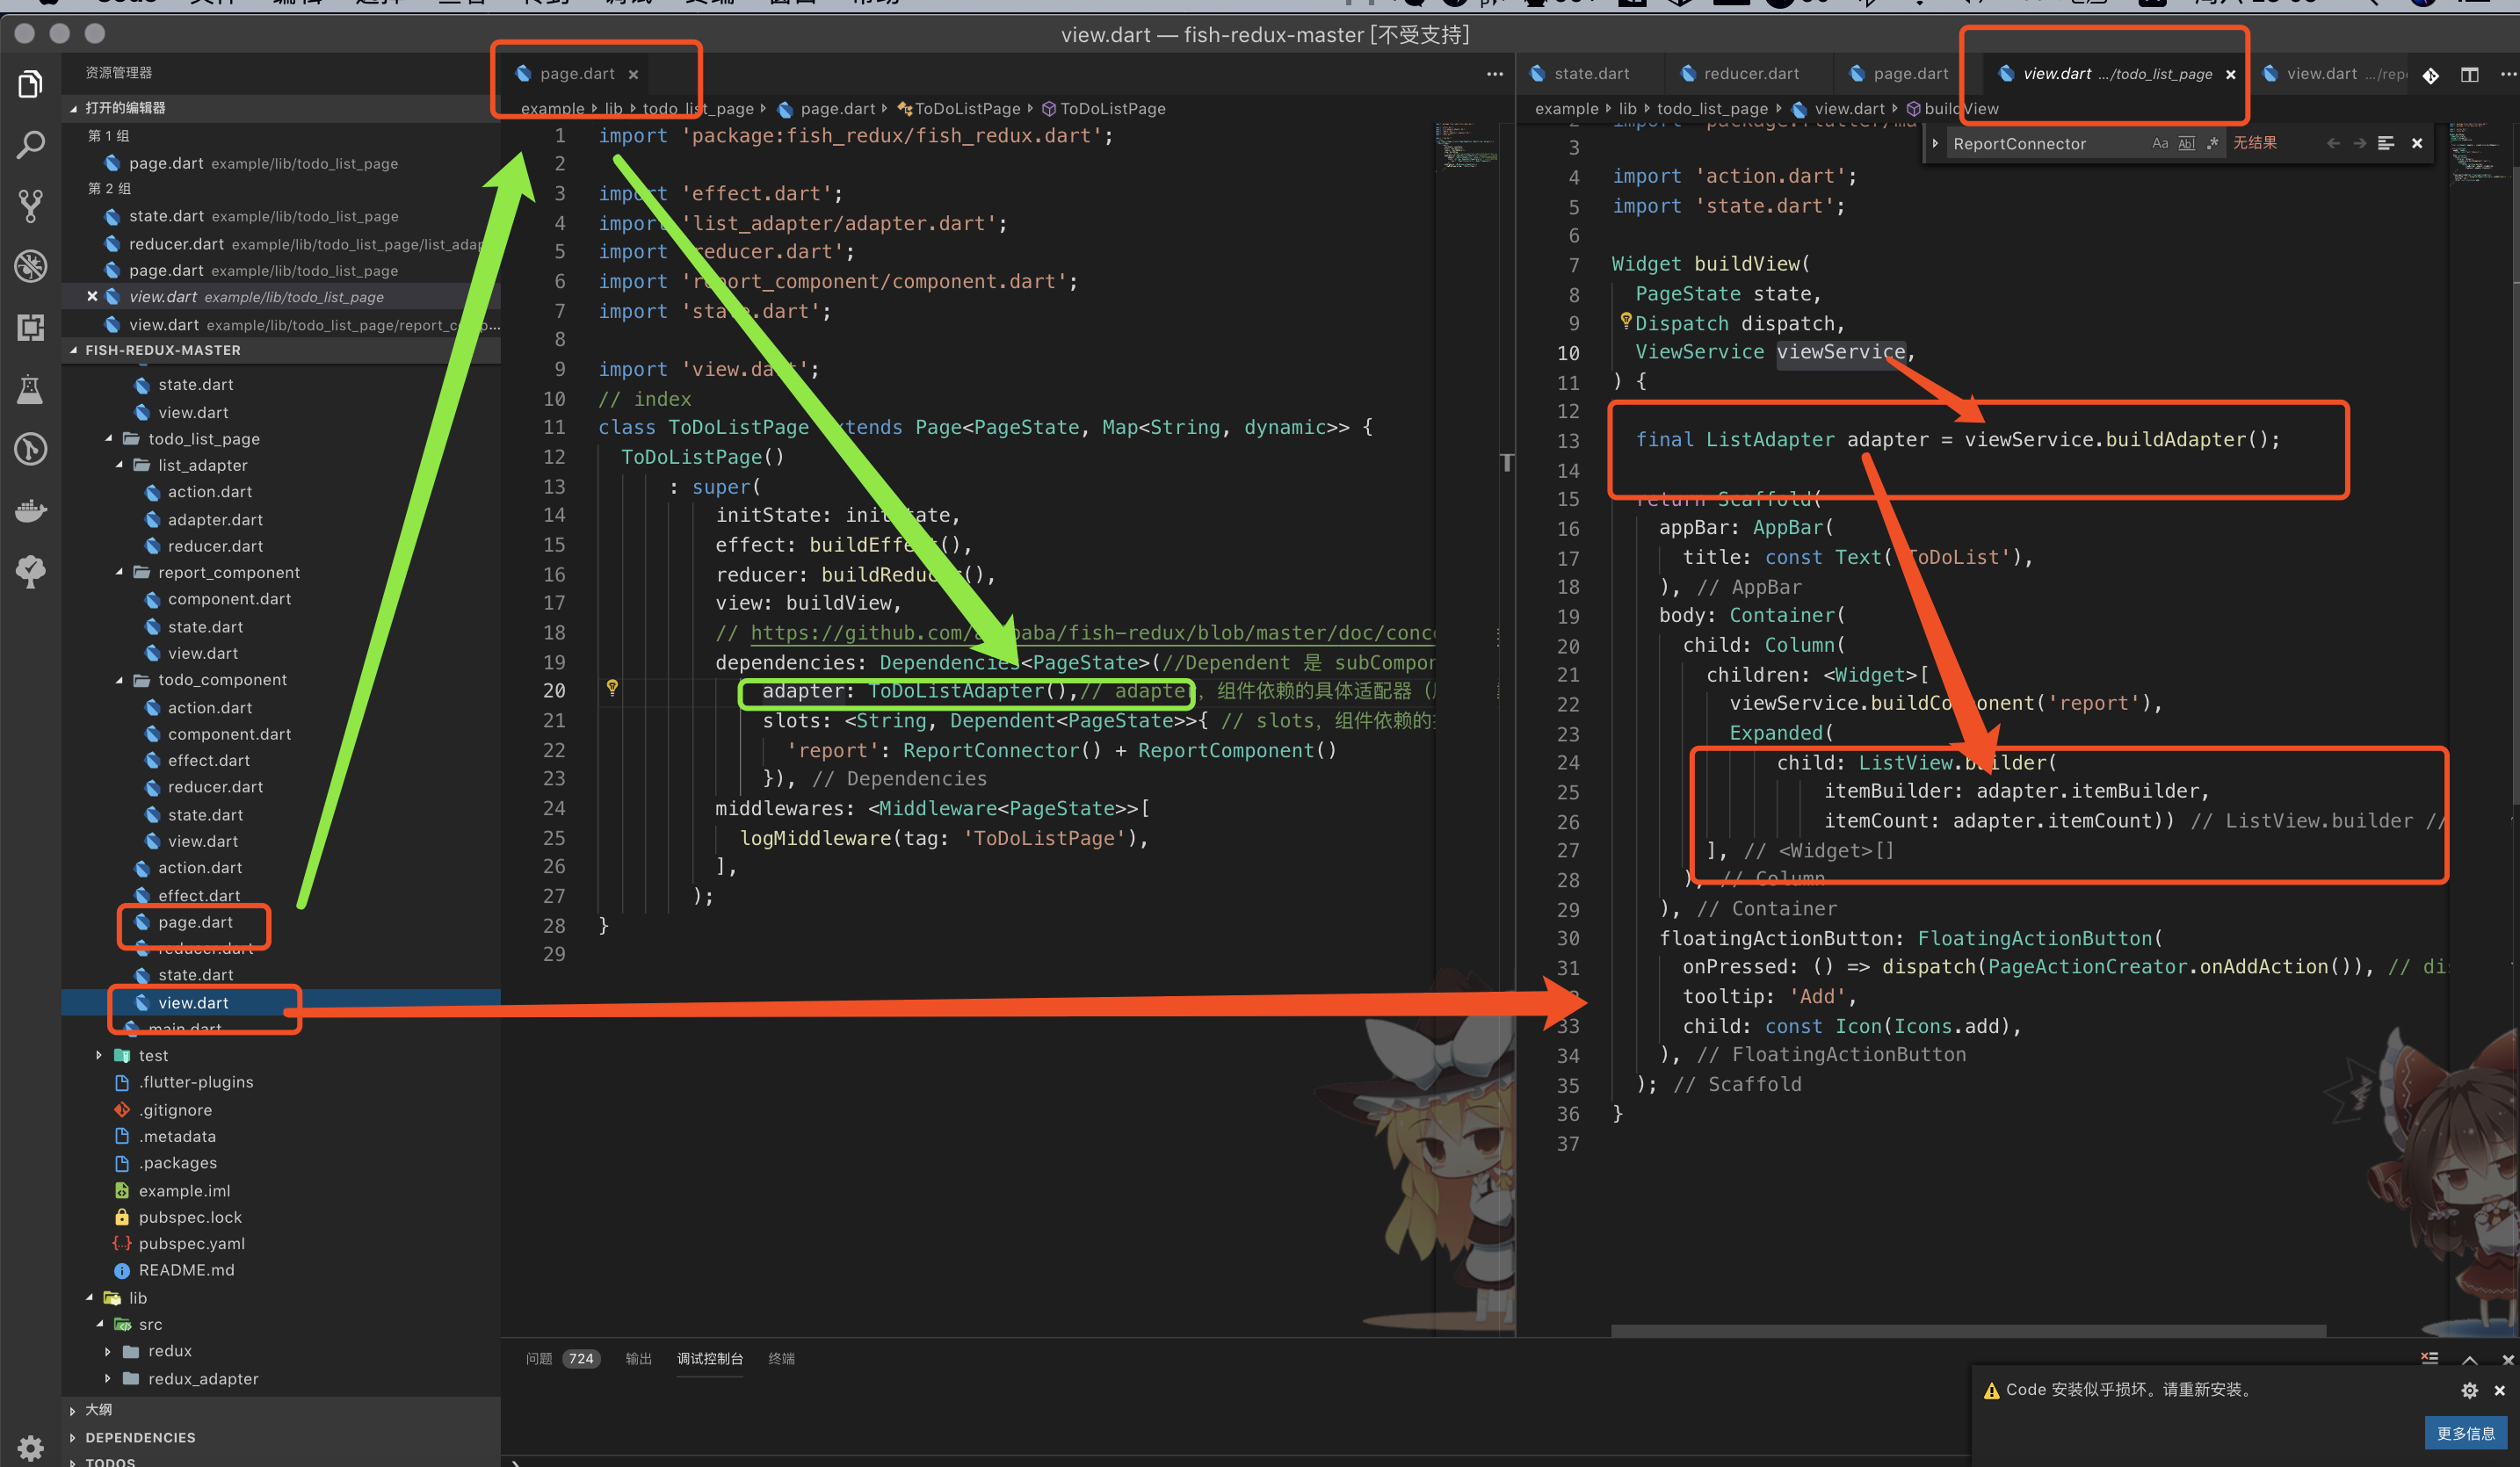 view.dart — fish-redux-master [不受支持]
资源管理器
打开的编辑器
第 1 组
page.dart example/lib/todo_list_page
第 2 组
state.dart example/lib/todo_list_page
reducer.dart example/lib/todo_list_page/list_adap
page.dart example/lib/todo_list_page
view.dart example/lib/todo_list_page
view.dart example/lib/todo_list_page/report_comp...
FISH-REDUX-MASTER
state.dart
view.dart
todo_list_page
list_adapter
action.dart
adapter.dart
reducer.dart
report_component
component.dart
state.dart
view.dart
todo_component
action.dart
component.dart
effect.dart
reducer.dart
state.dart
view.dart
action.dart
effect.dart
page.dart
reducer.dart
state.dart
view.dart
main.dart
test
.flutter-plugins
.gitignore
.metadata
.packages
example.iml
pubspec.lock
pubspec.yaml
README.md
lib
src
redux
redux_adapter
大纲
DEPENDENCIES
TODOS
page.dart
example lib todo_list_page page.dart ToDoListPage ToDoListPage
1 import 'package:fish_redux/fish_redux.dart';
2
3 import 'effect.dart';
4 import 'list_adapter/adapter.dart';
5 import 'reducer.dart';
6 import 'report_component/component.dart';
7 import 'state.dart';
8
9 import 'view.dart';
10 // index
11 class ToDoListPage extends Page<PageState, Map<String, dynamic>> {
12 ToDoListPage()
13 : super(
14 initState: initState,
15 effect: buildEffect(),
16 reducer: buildReducer(),
17 view: buildView,
18 // https://github.com/alibaba/fish-redux/blob/master/doc/conc
19 dependencies: Dependencies<PageState>(//Dependent 是 subCompon
20 adapter: ToDoListAdapter(),// adapter, 组件依赖的具体适配器（
21 slots: <String, Dependent<PageState>>{ // slots, 组件依赖的
22 'report': ReportConnector() + ReportComponent()
23 }), // Dependencies
24 middlewares: <Middleware<PageState>>[
25 logMiddleware(tag: 'ToDoListPage'),
26 ],
27 );
28 }
29
state.dart reducer.dart page.dart view.dart .../todo_list_page view.dart .../rep
example lib todo_list_page view.dart buildView
ReportConnector Aa Abl .* 无结果
3
4 import 'action.dart';
5 import 'state.dart';
6
7 Widget buildView(
8 PageState state,
9 Dispatch dispatch,
10 ViewService viewService,
11 ) {
12
13 final ListAdapter adapter = viewService.buildAdapter();
14
15 return Scaffold(
16 appBar: AppBar(
17 title: const Text('ToDoList'),
18 ), // AppBar
19 body: Container(
20 child: Column(
21 children: <Widget>[
22 viewService.buildComponent('report'),
23 Expanded(
24 child: ListView.builder(
25 itemBuilder: adapter.itemBuilder,
26 itemCount: adapter.itemCount)) // ListView.builder //
27 ], // <Widget>[]
28 ), // Column
29 ), // Container
30 floatingActionButton: FloatingActionButton(
31 onPressed: () => dispatch(PageActionCreator.onAddAction()), // dis
tooltip: 'Add',
33 child: const Icon(Icons.add),
34 ), // FloatingActionButton
35 ); // Scaffold
36 }
37
问题 724 输出 调试控制台 终端
Code 安装似乎损坏。请重新安装。
更多信息